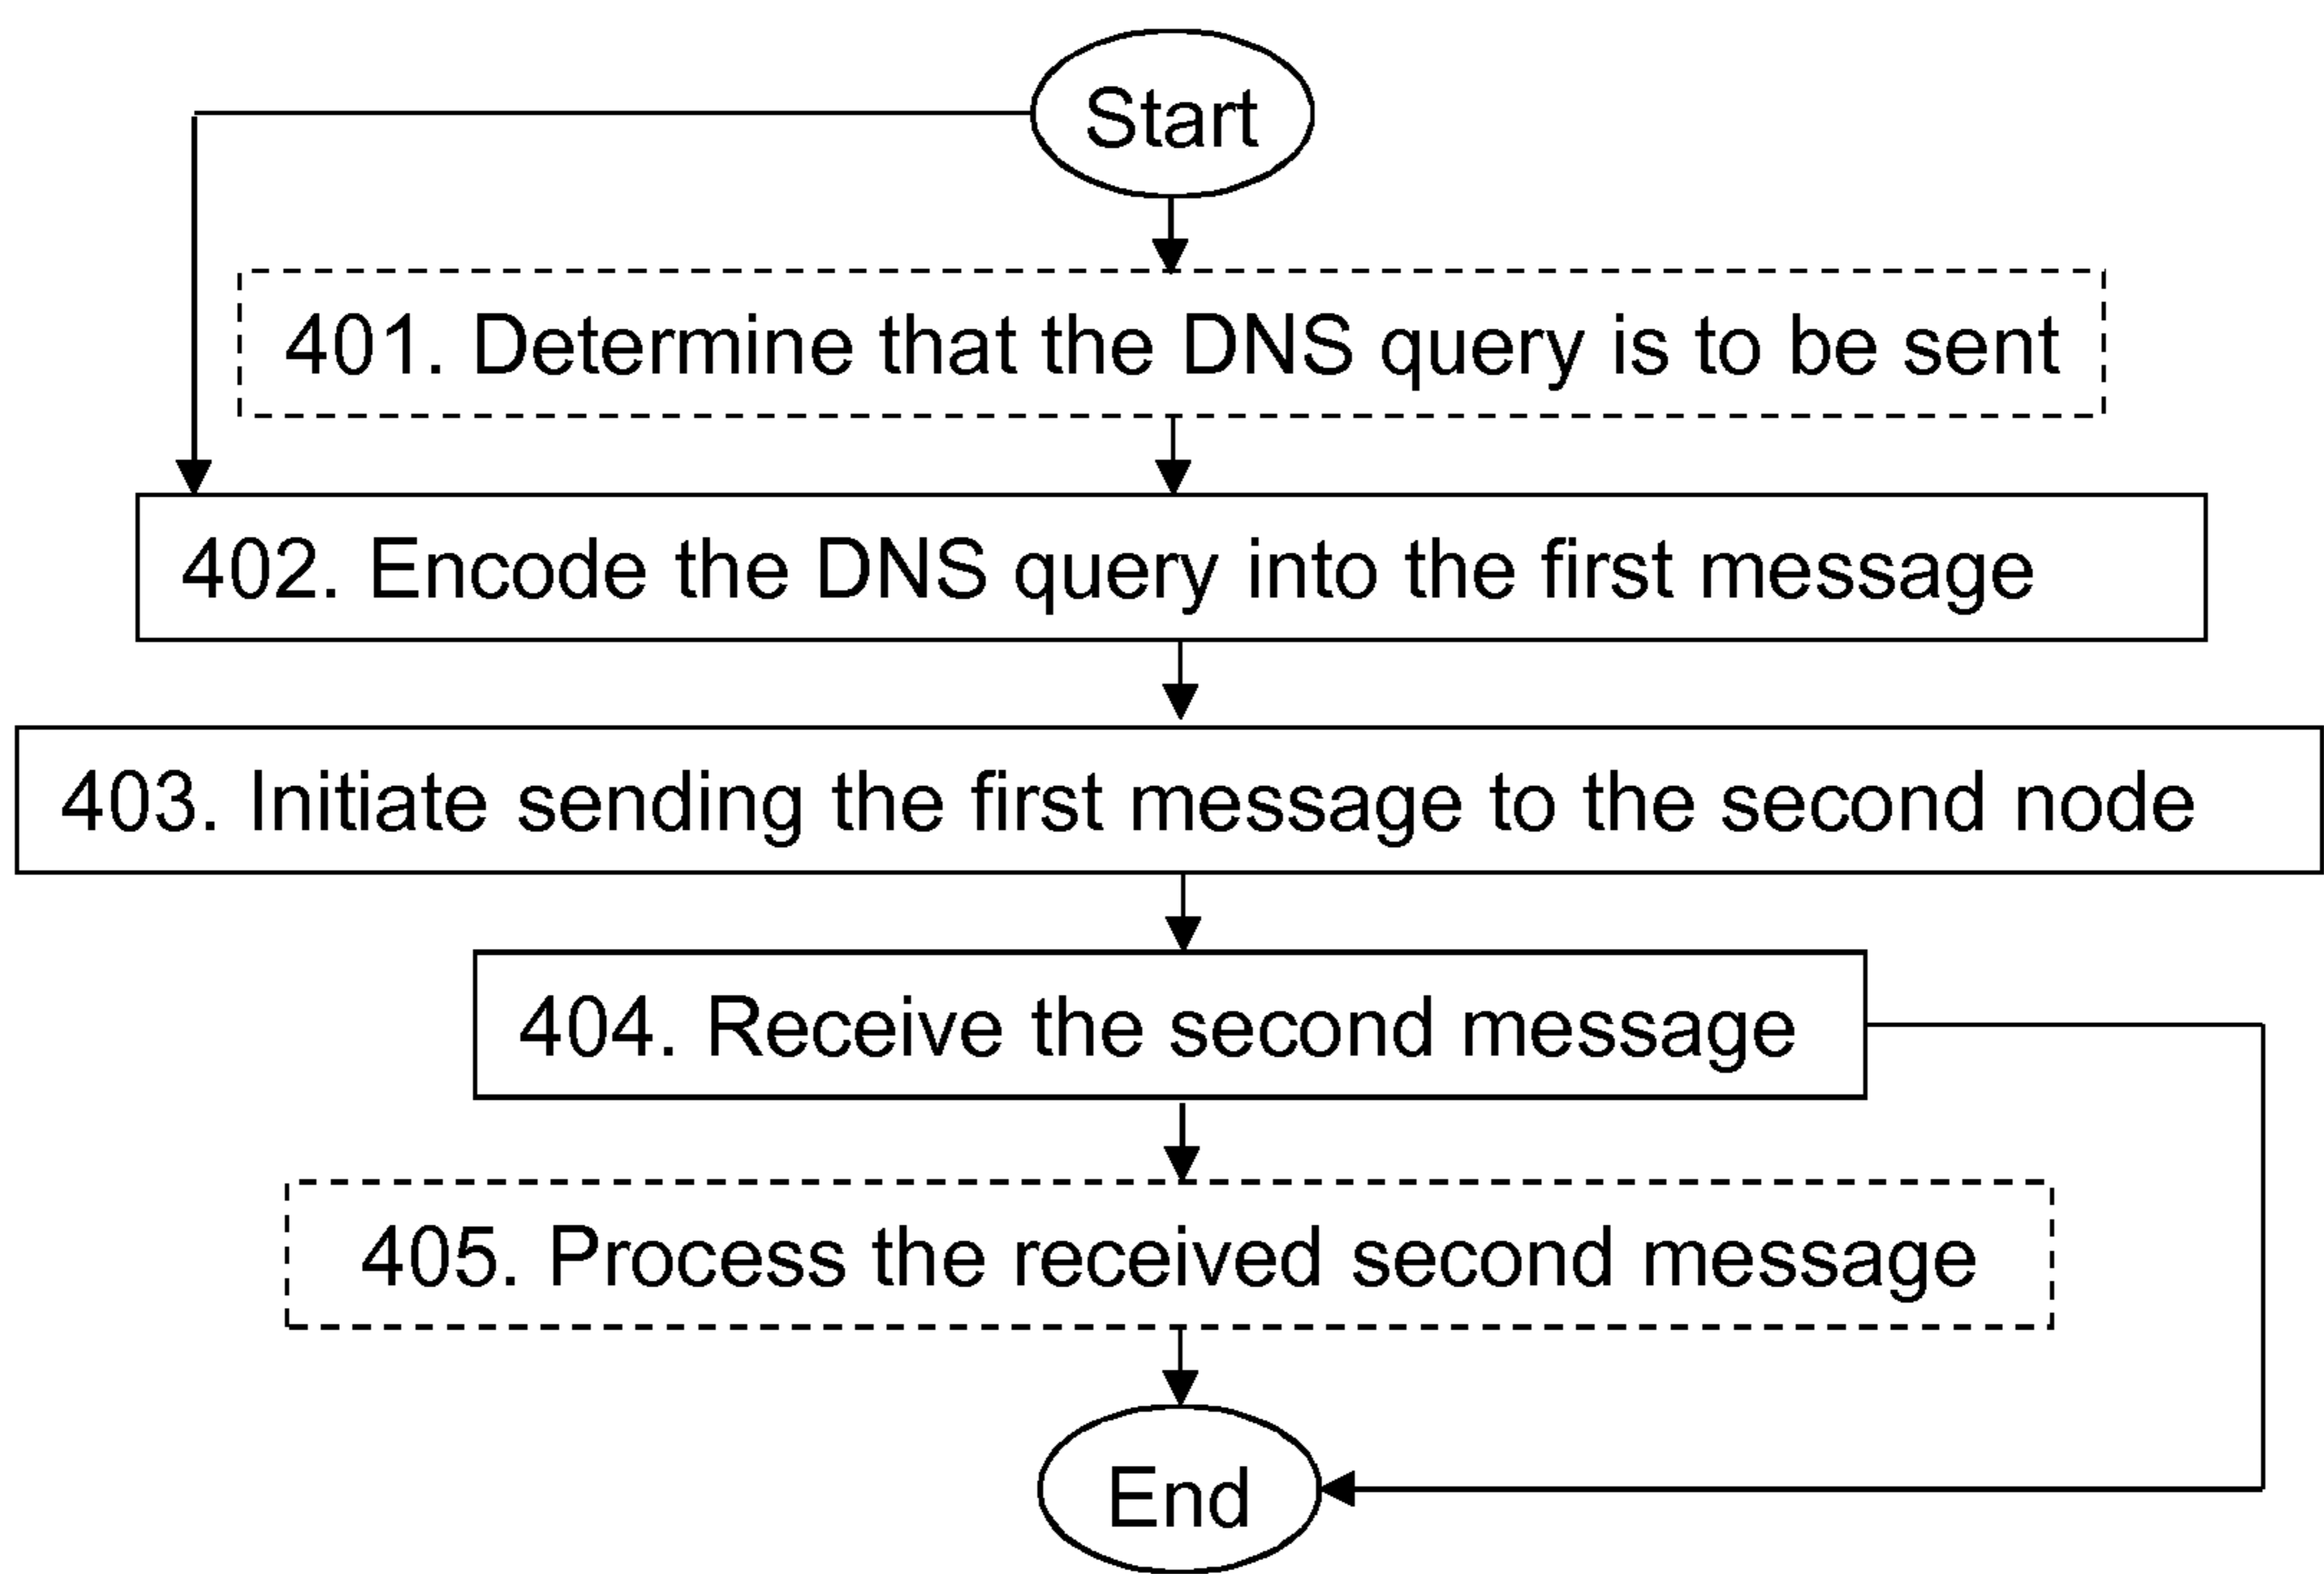 Start
401. Determine that the DNS query is to be sent
402. Encode the DNS query into the first message
403. Initiate sending the first message to the second node
404. Receive the second message
405. Process the received second message
End